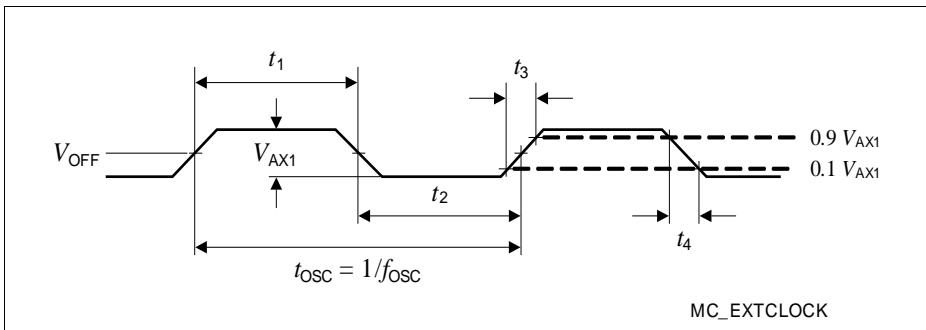 t1
t3
VOFF
VAX1
0.9 VAX1
0.1 VAX1
t2
t4
tOSC = 1/fOSC
MC_EXTCLOCK